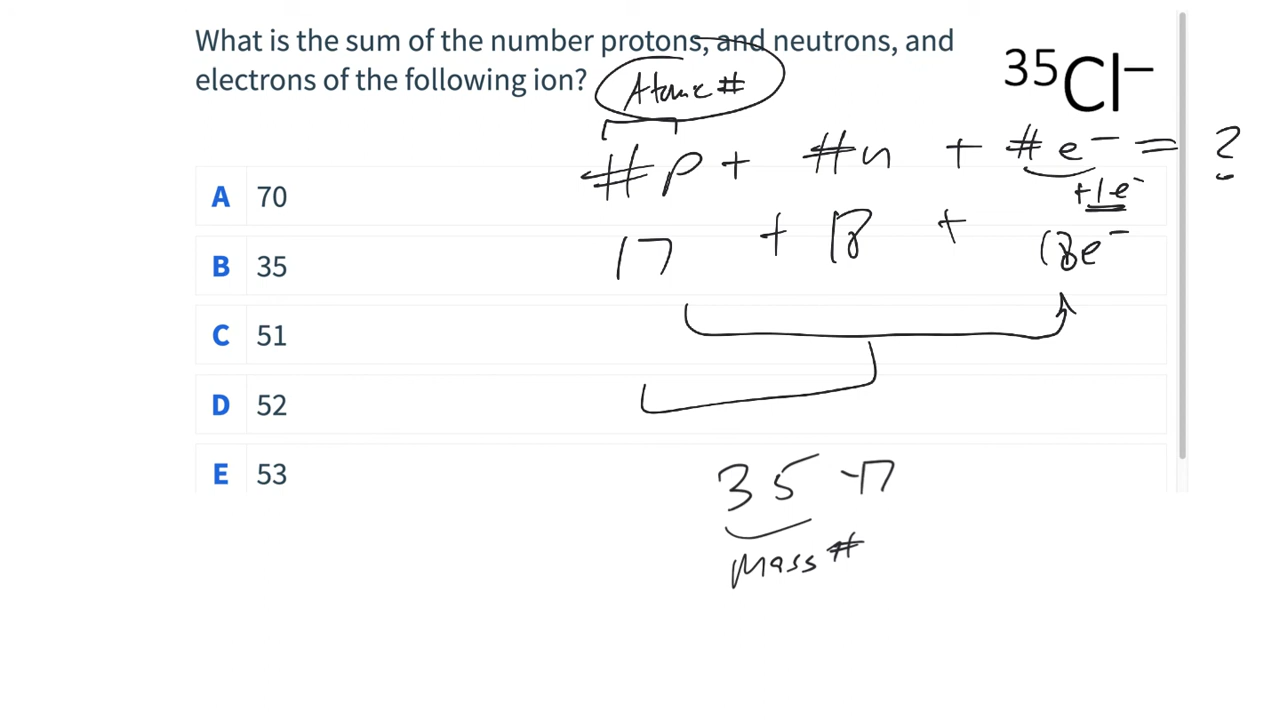 What is the sum of the number protons, and neutrons, and
electrons of the following ion?
Atomic #
³⁵Cl⁻
#p + #n + #e⁻ = ?
+1e⁻
17 + 18 + 18e⁻
A 70
B 35
C 51
D 52
E 53
35 -17
Mass #